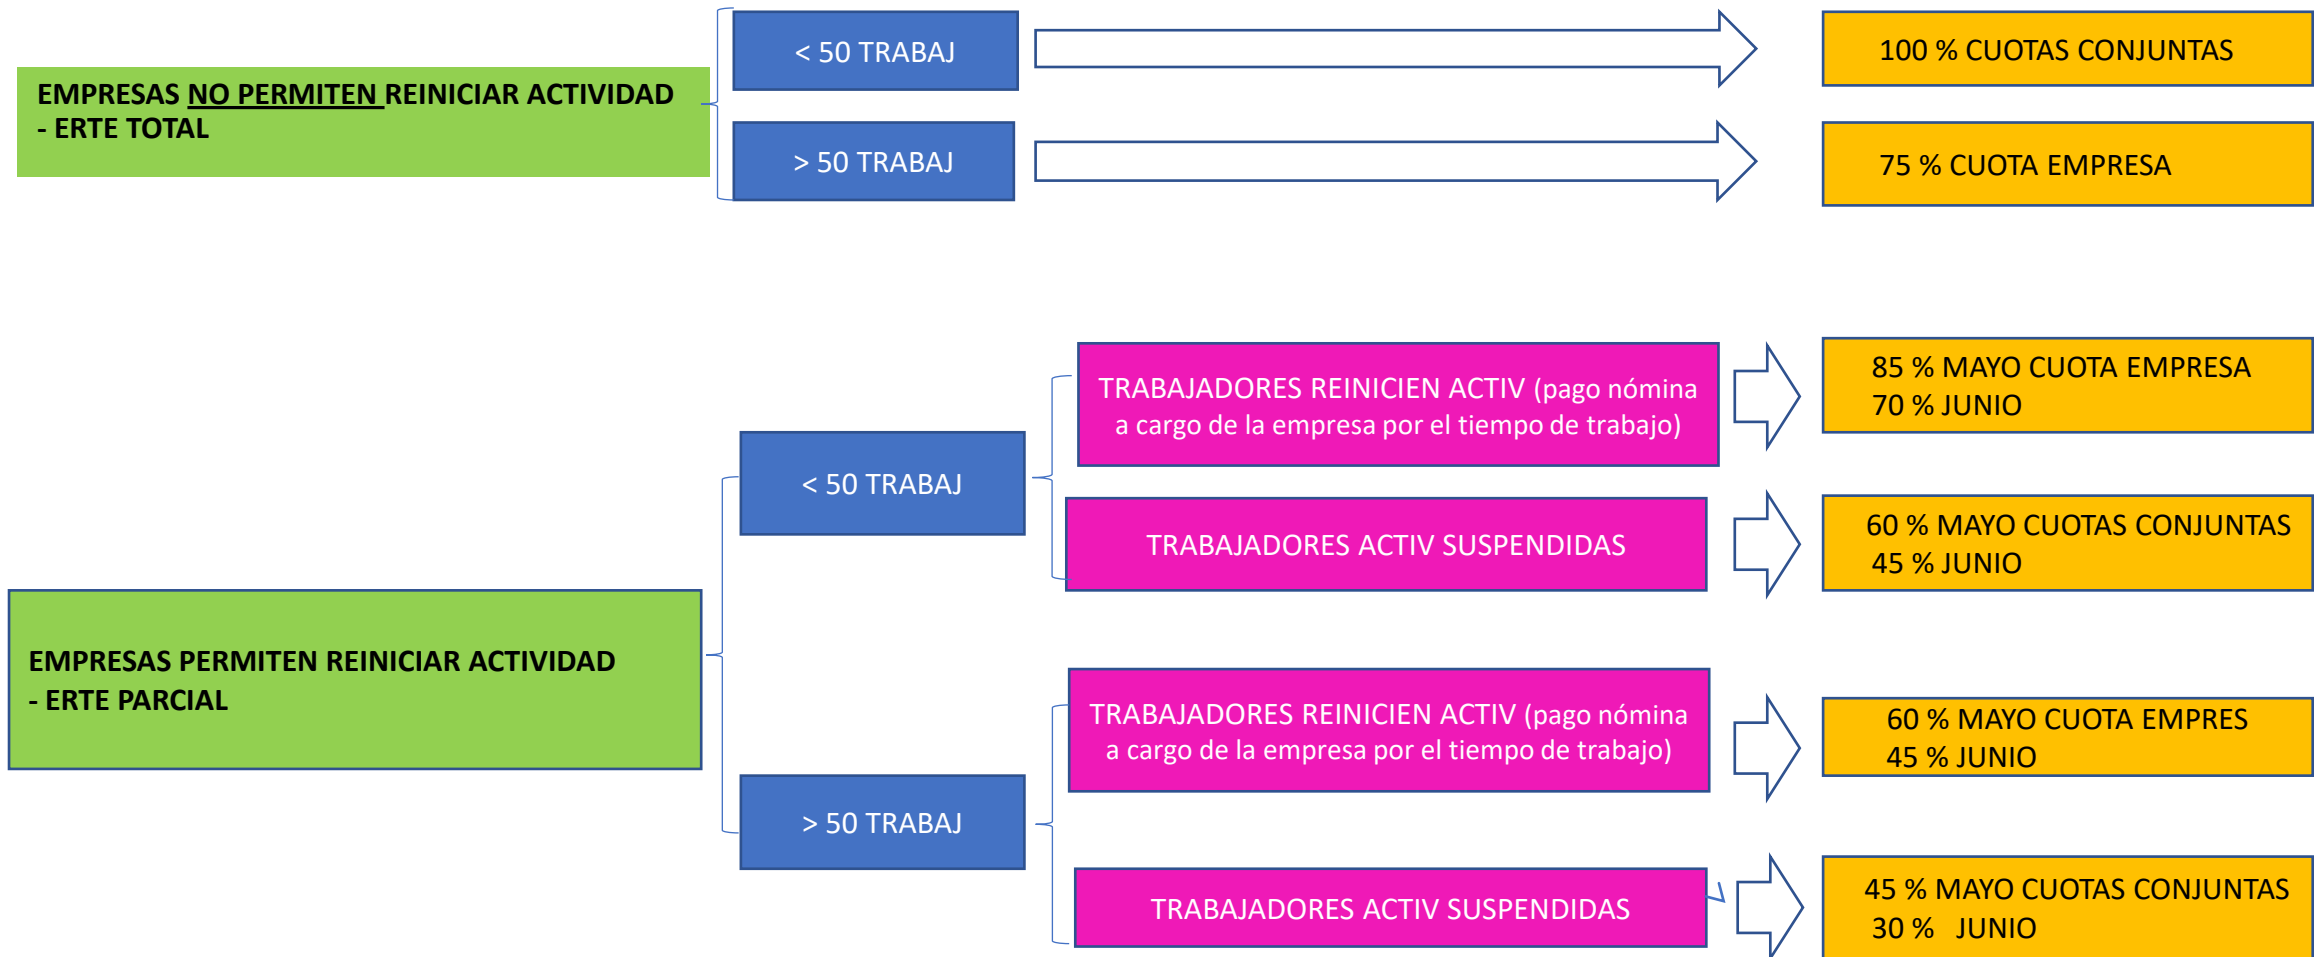 EMPRESAS NO PERMITEN REINICIAR ACTIVIDAD
- ERTE TOTAL
< 50 TRABAJ
100 % CUOTAS CONJUNTAS
> 50 TRABAJ
75 % CUOTA EMPRESA
EMPRESAS PERMITEN REINICIAR ACTIVIDAD
- ERTE PARCIAL
< 50 TRABAJ
TRABAJADORES REINICIEN ACTIV (pago nómina
a cargo de la empresa por el tiempo de trabajo)
85 % MAYO CUOTA EMPRESA
70 % JUNIO
TRABAJADORES ACTIV SUSPENDIDAS
60 % MAYO CUOTAS CONJUNTAS
45 % JUNIO
> 50 TRABAJ
TRABAJADORES REINICIEN ACTIV (pago nómina
a cargo de la empresa por el tiempo de trabajo)
60 % MAYO CUOTA EMPRES
45 % JUNIO
TRABAJADORES ACTIV SUSPENDIDAS
45 % MAYO CUOTAS CONJUNTAS
30 % JUNIO